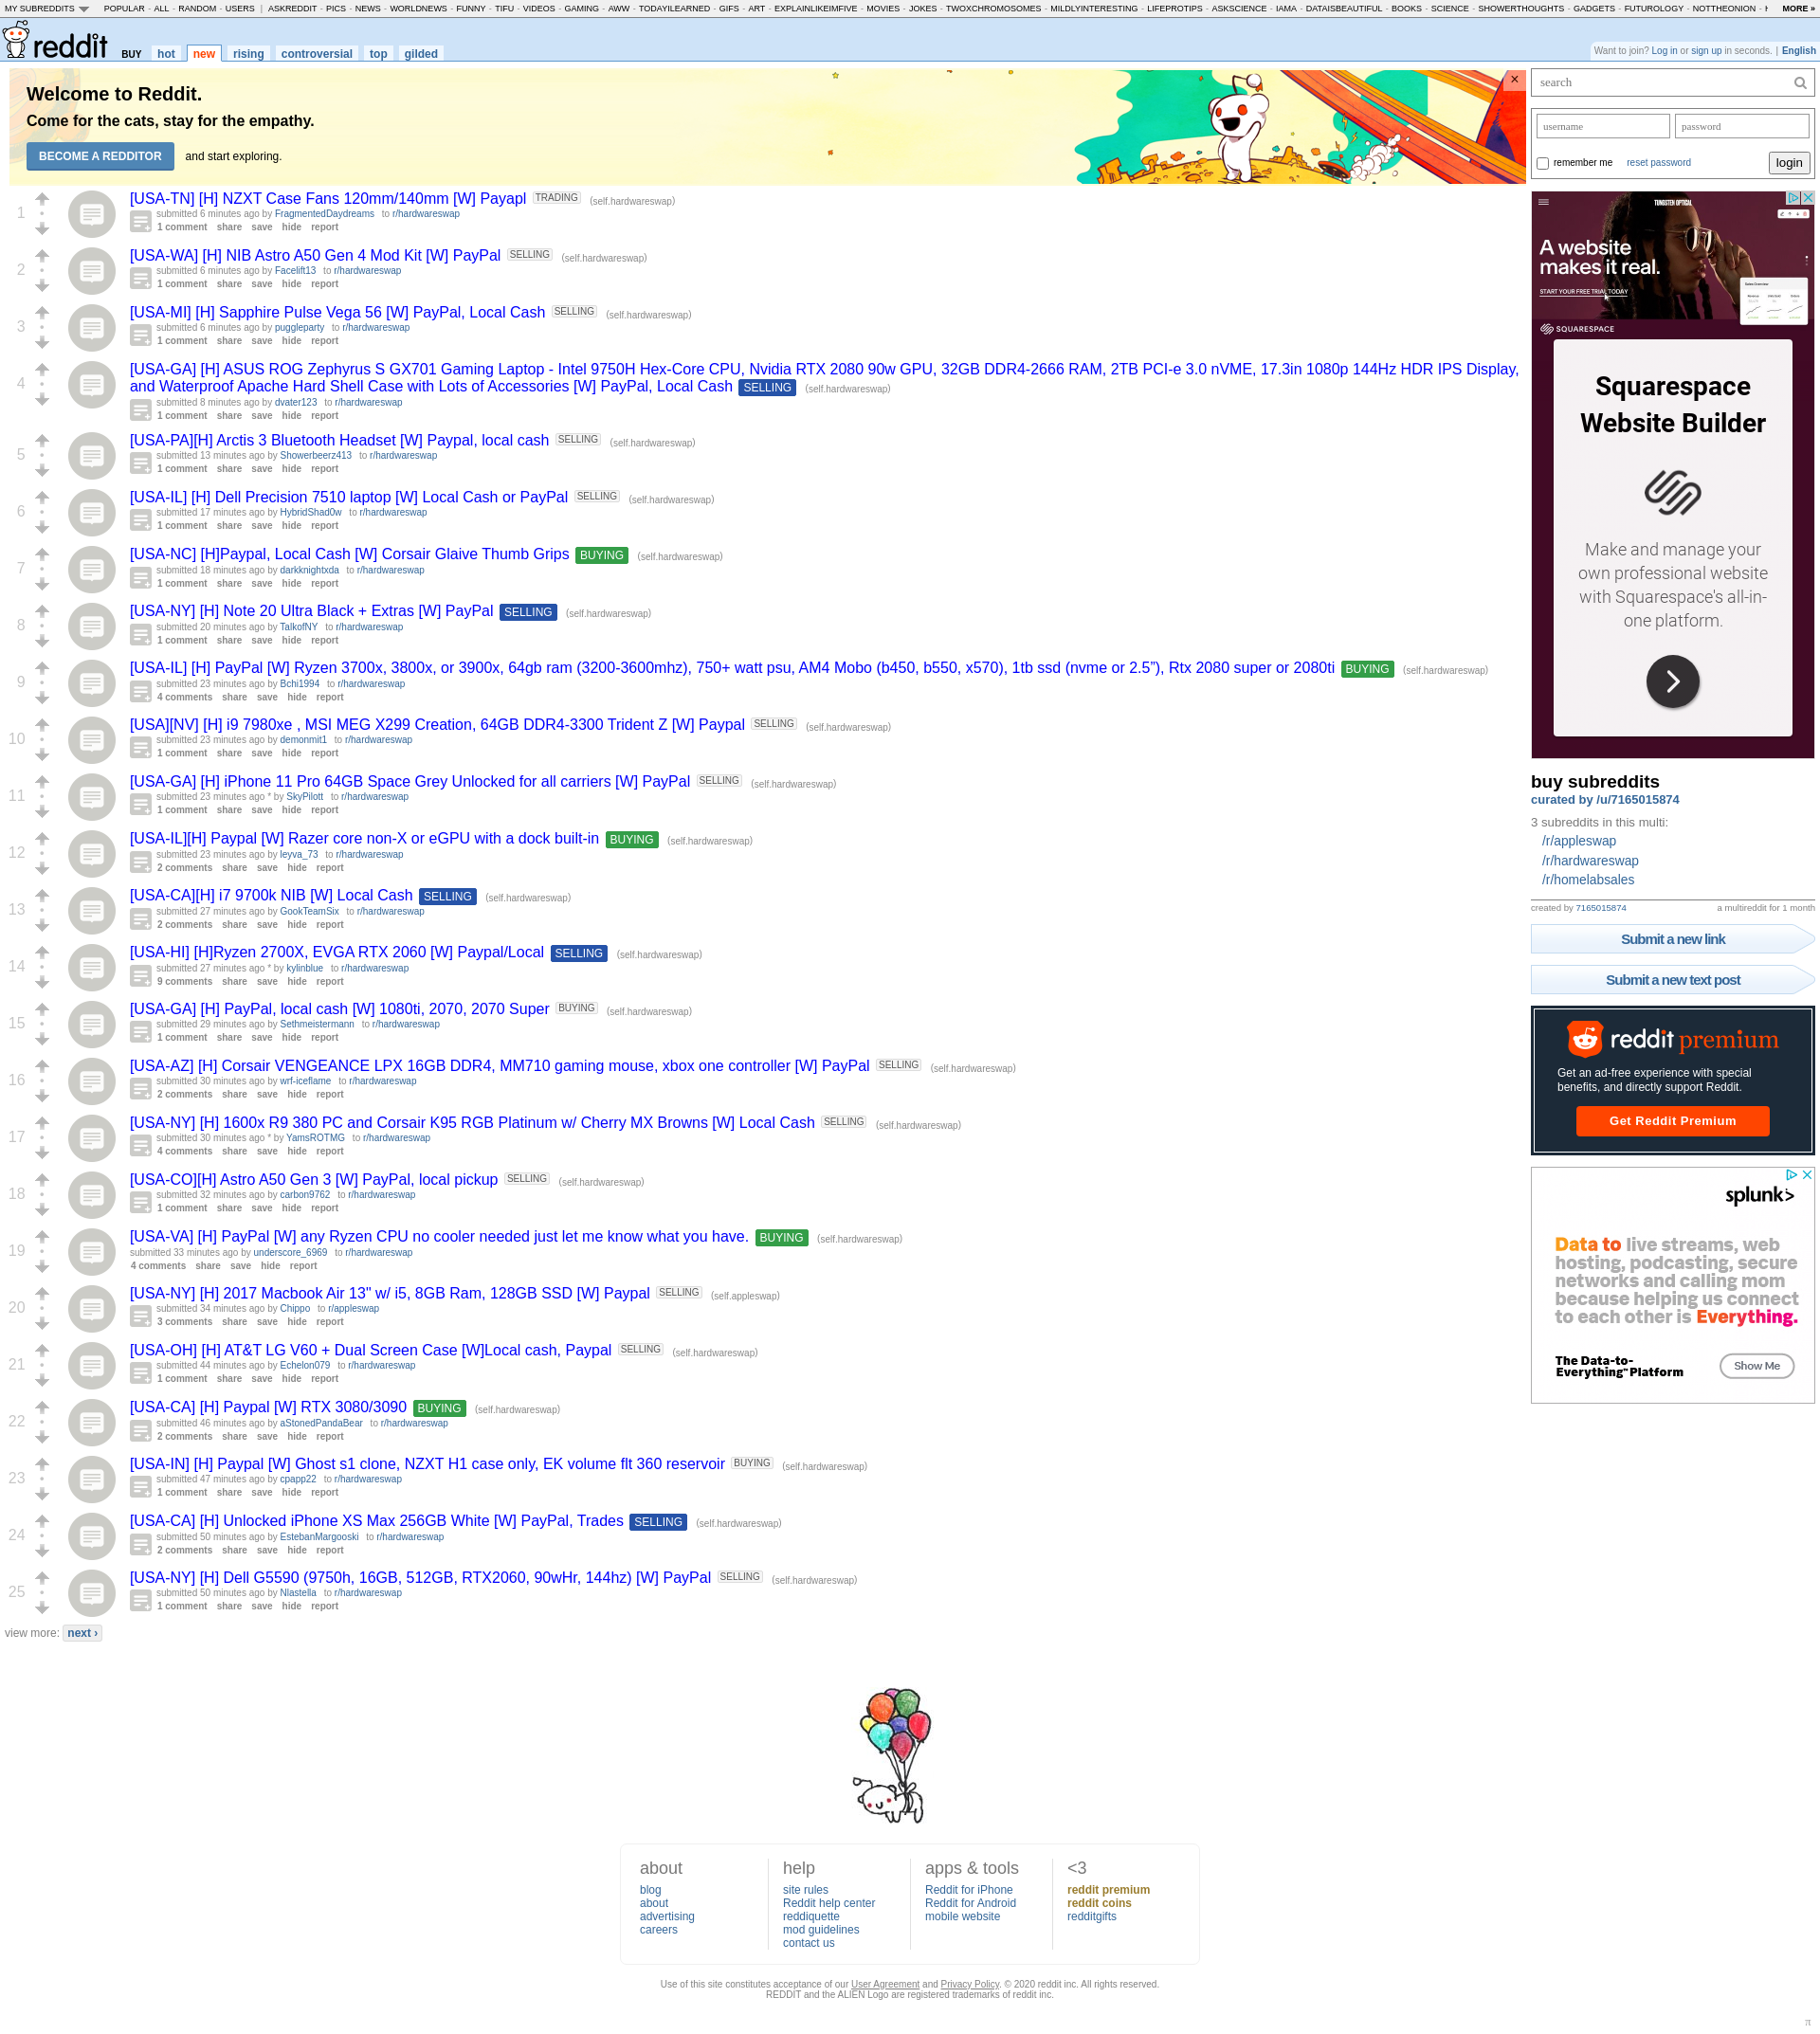 MY SUBREDDITS POPULAR - ALL - RANDOM - USERS | ASKREDDIT - PICS - NEWS - WORLDNEWS - FUNNY - TIFU - VIDEOS - GAMING - AWW - TODAYILEARNED - GIFS - ART - EXPLAINLIKEIMFIVE - MOVIES - JOKES - TWOXCHROMOSOMES - MILDLYINTERESTING - LIFEPROTIPS - ASKSCIENCE - IAMA - DATAISBEAUTIFUL - BOOKS - SCIENCE - SHOWERTHOUGHTS - GADGETS - FUTUROLOGY - NOTTHEONION - MORE »
reddit BUY hot new rising controversial top gilded
Want to join? Log in or sign up in seconds. | English
Welcome to Reddit.
Come for the cats, stay for the empathy.
BECOME A REDDITOR and start exploring.
×
1
[USA-TN] [H] NZXT Case Fans 120mm/140mm [W] Payapl TRADING (self.hardwareswap)
submitted 6 minutes ago by FragmentedDaydreams to r/hardwareswap
1 comment share save hide report
2
[USA-WA] [H] NIB Astro A50 Gen 4 Mod Kit [W] PayPal SELLING (self.hardwareswap)
submitted 6 minutes ago by Facelift13 to r/hardwareswap
1 comment share save hide report
3
[USA-MI] [H] Sapphire Pulse Vega 56 [W] PayPal, Local Cash SELLING (self.hardwareswap)
submitted 6 minutes ago by puggleparty to r/hardwareswap
1 comment share save hide report
4
[USA-GA] [H] ASUS ROG Zephyrus S GX701 Gaming Laptop - Intel 9750H Hex-Core CPU, Nvidia RTX 2080 90w GPU, 32GB DDR4-2666 RAM, 2TB PCI-e 3.0 nVME, 17.3in 1080p 144Hz HDR IPS Display,
and Waterproof Apache Hard Shell Case with Lots of Accessories [W] PayPal, Local Cash SELLING (self.hardwareswap)
submitted 8 minutes ago by dvater123 to r/hardwareswap
1 comment share save hide report
5
[USA-PA][H] Arctis 3 Bluetooth Headset [W] Paypal, local cash SELLING (self.hardwareswap)
submitted 13 minutes ago by Showerbeerz413 to r/hardwareswap
1 comment share save hide report
6
[USA-IL] [H] Dell Precision 7510 laptop [W] Local Cash or PayPal SELLING (self.hardwareswap)
submitted 17 minutes ago by HybridShad0w to r/hardwareswap
1 comment share save hide report
7
[USA-NC] [H]Paypal, Local Cash [W] Corsair Glaive Thumb Grips BUYING (self.hardwareswap)
submitted 18 minutes ago by darkknightxda to r/hardwareswap
1 comment share save hide report
8
[USA-NY] [H] Note 20 Ultra Black + Extras [W] PayPal SELLING (self.hardwareswap)
submitted 20 minutes ago by TalkofNY to r/hardwareswap
1 comment share save hide report
9
[USA-IL] [H] PayPal [W] Ryzen 3700x, 3800x, or 3900x, 64gb ram (3200-3600mhz), 750+ watt psu, AM4 Mobo (b450, b550, x570), 1tb ssd (nvme or 2.5”), Rtx 2080 super or 2080ti BUYING (self.hardwareswap)
submitted 23 minutes ago by Bchi1994 to r/hardwareswap
4 comments share save hide report
10
[USA][NV] [H] i9 7980xe , MSI MEG X299 Creation, 64GB DDR4-3300 Trident Z [W] Paypal SELLING (self.hardwareswap)
submitted 23 minutes ago by demonmit1 to r/hardwareswap
1 comment share save hide report
11
[USA-GA] [H] iPhone 11 Pro 64GB Space Grey Unlocked for all carriers [W] PayPal SELLING (self.hardwareswap)
submitted 23 minutes ago * by SkyPilott to r/hardwareswap
1 comment share save hide report
12
[USA-IL][H] Paypal [W] Razer core non-X or eGPU with a dock built-in BUYING (self.hardwareswap)
submitted 23 minutes ago by leyva_73 to r/hardwareswap
2 comments share save hide report
13
[USA-CA][H] i7 9700k NIB [W] Local Cash SELLING (self.hardwareswap)
submitted 27 minutes ago by GookTeamSix to r/hardwareswap
2 comments share save hide report
14
[USA-HI] [H]Ryzen 2700X, EVGA RTX 2060 [W] Paypal/Local SELLING (self.hardwareswap)
submitted 27 minutes ago * by kylinblue to r/hardwareswap
9 comments share save hide report
15
[USA-GA] [H] PayPal, local cash [W] 1080ti, 2070, 2070 Super BUYING (self.hardwareswap)
submitted 29 minutes ago by Sethmeistermann to r/hardwareswap
1 comment share save hide report
16
[USA-AZ] [H] Corsair VENGEANCE LPX 16GB DDR4, MM710 gaming mouse, xbox one controller [W] PayPal SELLING (self.hardwareswap)
submitted 30 minutes ago by wrf-iceflame to r/hardwareswap
2 comments share save hide report
17
[USA-NY] [H] 1600x R9 380 PC and Corsair K95 RGB Platinum w/ Cherry MX Browns [W] Local Cash SELLING (self.hardwareswap)
submitted 30 minutes ago * by YamsROTMG to r/hardwareswap
4 comments share save hide report
18
[USA-CO][H] Astro A50 Gen 3 [W] PayPal, local pickup SELLING (self.hardwareswap)
submitted 32 minutes ago by carbon9762 to r/hardwareswap
1 comment share save hide report
19
[USA-VA] [H] PayPal [W] any Ryzen CPU no cooler needed just let me know what you have. BUYING (self.hardwareswap)
submitted 33 minutes ago by underscore_6969 to r/hardwareswap
4 comments share save hide report
20
[USA-NY] [H] 2017 Macbook Air 13" w/ i5, 8GB Ram, 128GB SSD [W] Paypal SELLING (self.appleswap)
submitted 34 minutes ago by Chippo to r/appleswap
3 comments share save hide report
21
[USA-OH] [H] AT&T LG V60 + Dual Screen Case [W]Local cash, Paypal SELLING (self.hardwareswap)
submitted 44 minutes ago by Echelon079 to r/hardwareswap
1 comment share save hide report
22
[USA-CA] [H] Paypal [W] RTX 3080/3090 BUYING (self.hardwareswap)
submitted 46 minutes ago by aStonedPandaBear to r/hardwareswap
2 comments share save hide report
23
[USA-IN] [H] Paypal [W] Ghost s1 clone, NZXT H1 case only, EK volume flt 360 reservoir BUYING (self.hardwareswap)
submitted 47 minutes ago by cpapp22 to r/hardwareswap
1 comment share save hide report
24
[USA-CA] [H] Unlocked iPhone XS Max 256GB White [W] PayPal, Trades SELLING (self.hardwareswap)
submitted 50 minutes ago by EstebanMargooski to r/hardwareswap
2 comments share save hide report
25
[USA-NY] [H] Dell G5590 (9750h, 16GB, 512GB, RTX2060, 90wHr, 144hz) [W] PayPal SELLING (self.hardwareswap)
submitted 50 minutes ago by Nlastella to r/hardwareswap
1 comment share save hide report
view more: next ›
search
username password
remember me reset password login
TUNGSTEN OPTICAL
A website
makes it real.
START YOUR FREE TRIAL TODAY
SQUARESPACE
Squarespace
Website Builder
Make and manage your
own professional website
with Squarespace's all-in-
one platform.
buy subreddits
curated by /u/7165015874
3 subreddits in this multi:
/r/appleswap
/r/hardwareswap
/r/homelabsales
created by 7165015874 a multireddit for 1 month
Submit a new link
Submit a new text post
reddit premium
Get an ad-free experience with special
benefits, and directly support Reddit.
Get Reddit Premium
splunk>
Data to live streams, web
hosting, podcasting, secure
networks and calling mom
because helping us connect
to each other is Everything.
The Data-to-
Everything™ Platform
Show Me
about
blog
about
advertising
careers
help
site rules
Reddit help center
reddiquette
mod guidelines
contact us
apps & tools
Reddit for iPhone
Reddit for Android
mobile website
<3
reddit premium
reddit coins
redditgifts
Use of this site constitutes acceptance of our User Agreement and Privacy Policy. © 2020 reddit inc. All rights reserved.
REDDIT and the ALIEN Logo are registered trademarks of reddit inc.
π